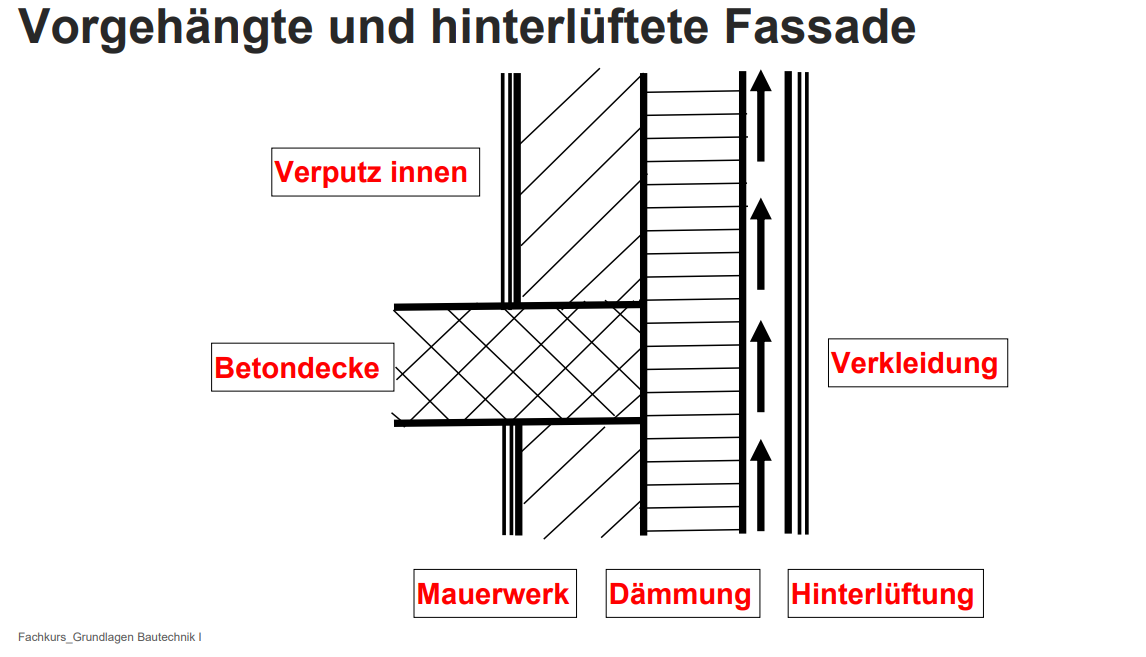 Vorgehängte und hinterlüftete Fassade
Verputz innen
Betondecke
Verkleidung
Mauerwerk
Dämmung
Hinterlüftung
Fachkurs_Grundlagen Bautechnik I